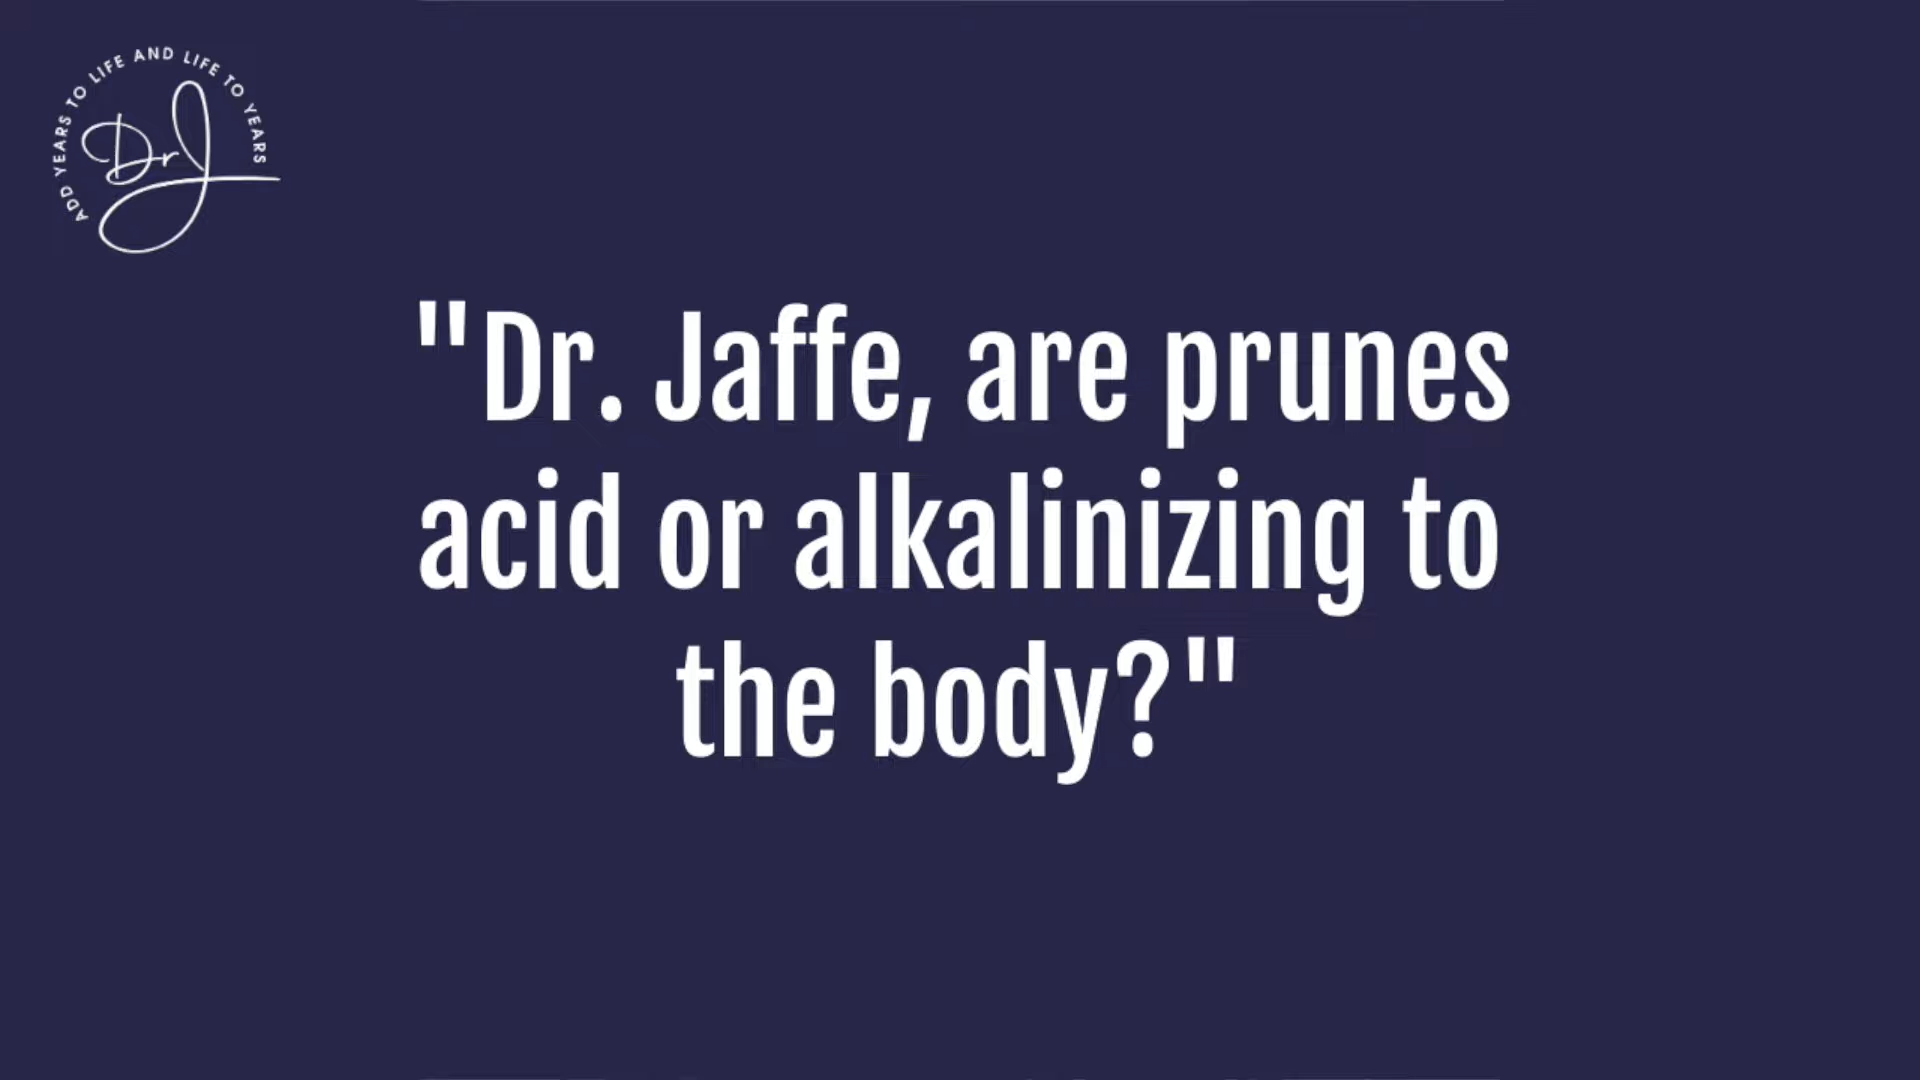 ADD YEARS TO LIFE AND LIFE TO YEARS
Dr J
"Dr. Jaffe, are prunes
acid or alkalinizing to
the body?"